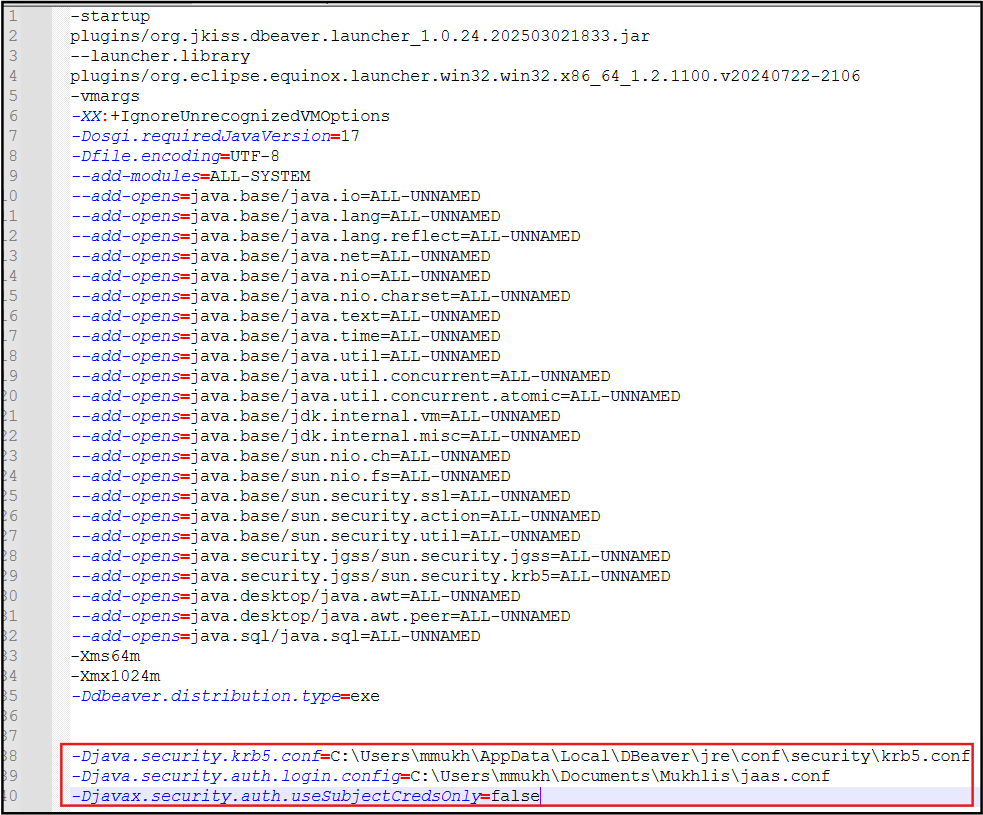 1 -startup
2 plugins/org.jkiss.dbeaver.launcher_1.0.24.202503021833.jar
3 --launcher.library
4 plugins/org.eclipse.equinox.launcher.win32.win32.x86_64_1.2.1100.v20240722-2106
5 -vmargs
6 -XX:+IgnoreUnrecognizedVMOptions
7 -Dosgi.requiredJavaVersion=17
8 -Dfile.encoding=UTF-8
9 --add-modules=ALL-SYSTEM
10 --add-opens=java.base/java.io=ALL-UNNAMED
11 --add-opens=java.base/java.lang=ALL-UNNAMED
12 --add-opens=java.base/java.lang.reflect=ALL-UNNAMED
13 --add-opens=java.base/java.net=ALL-UNNAMED
14 --add-opens=java.base/java.nio=ALL-UNNAMED
15 --add-opens=java.base/java.nio.charset=ALL-UNNAMED
16 --add-opens=java.base/java.text=ALL-UNNAMED
17 --add-opens=java.base/java.time=ALL-UNNAMED
18 --add-opens=java.base/java.util=ALL-UNNAMED
19 --add-opens=java.base/java.util.concurrent=ALL-UNNAMED
20 --add-opens=java.base/java.util.concurrent.atomic=ALL-UNNAMED
21 --add-opens=java.base/jdk.internal.vm=ALL-UNNAMED
22 --add-opens=java.base/jdk.internal.misc=ALL-UNNAMED
23 --add-opens=java.base/sun.nio.ch=ALL-UNNAMED
24 --add-opens=java.base/sun.nio.fs=ALL-UNNAMED
25 --add-opens=java.base/sun.security.ssl=ALL-UNNAMED
26 --add-opens=java.base/sun.security.action=ALL-UNNAMED
27 --add-opens=java.base/sun.security.util=ALL-UNNAMED
28 --add-opens=java.security.jgss/sun.security.jgss=ALL-UNNAMED
29 --add-opens=java.security.jgss/sun.security.krb5=ALL-UNNAMED
30 --add-opens=java.desktop/java.awt=ALL-UNNAMED
31 --add-opens=java.desktop/java.awt.peer=ALL-UNNAMED
32 --add-opens=java.sql/java.sql=ALL-UNNAMED
33 -Xms64m
34 -Xmx1024m
35 -Ddbeaver.distribution.type=exe
36
37
38 -Djava.security.krb5.conf=C:\Users\mmukh\AppData\Local\DBeaver\jre\conf\security\krb5.conf
39 -Djava.security.auth.login.config=C:\Users\mmukh\Documents\Mukhlis\jaas.conf
40 -Djavax.security.auth.useSubjectCredsOnly=false